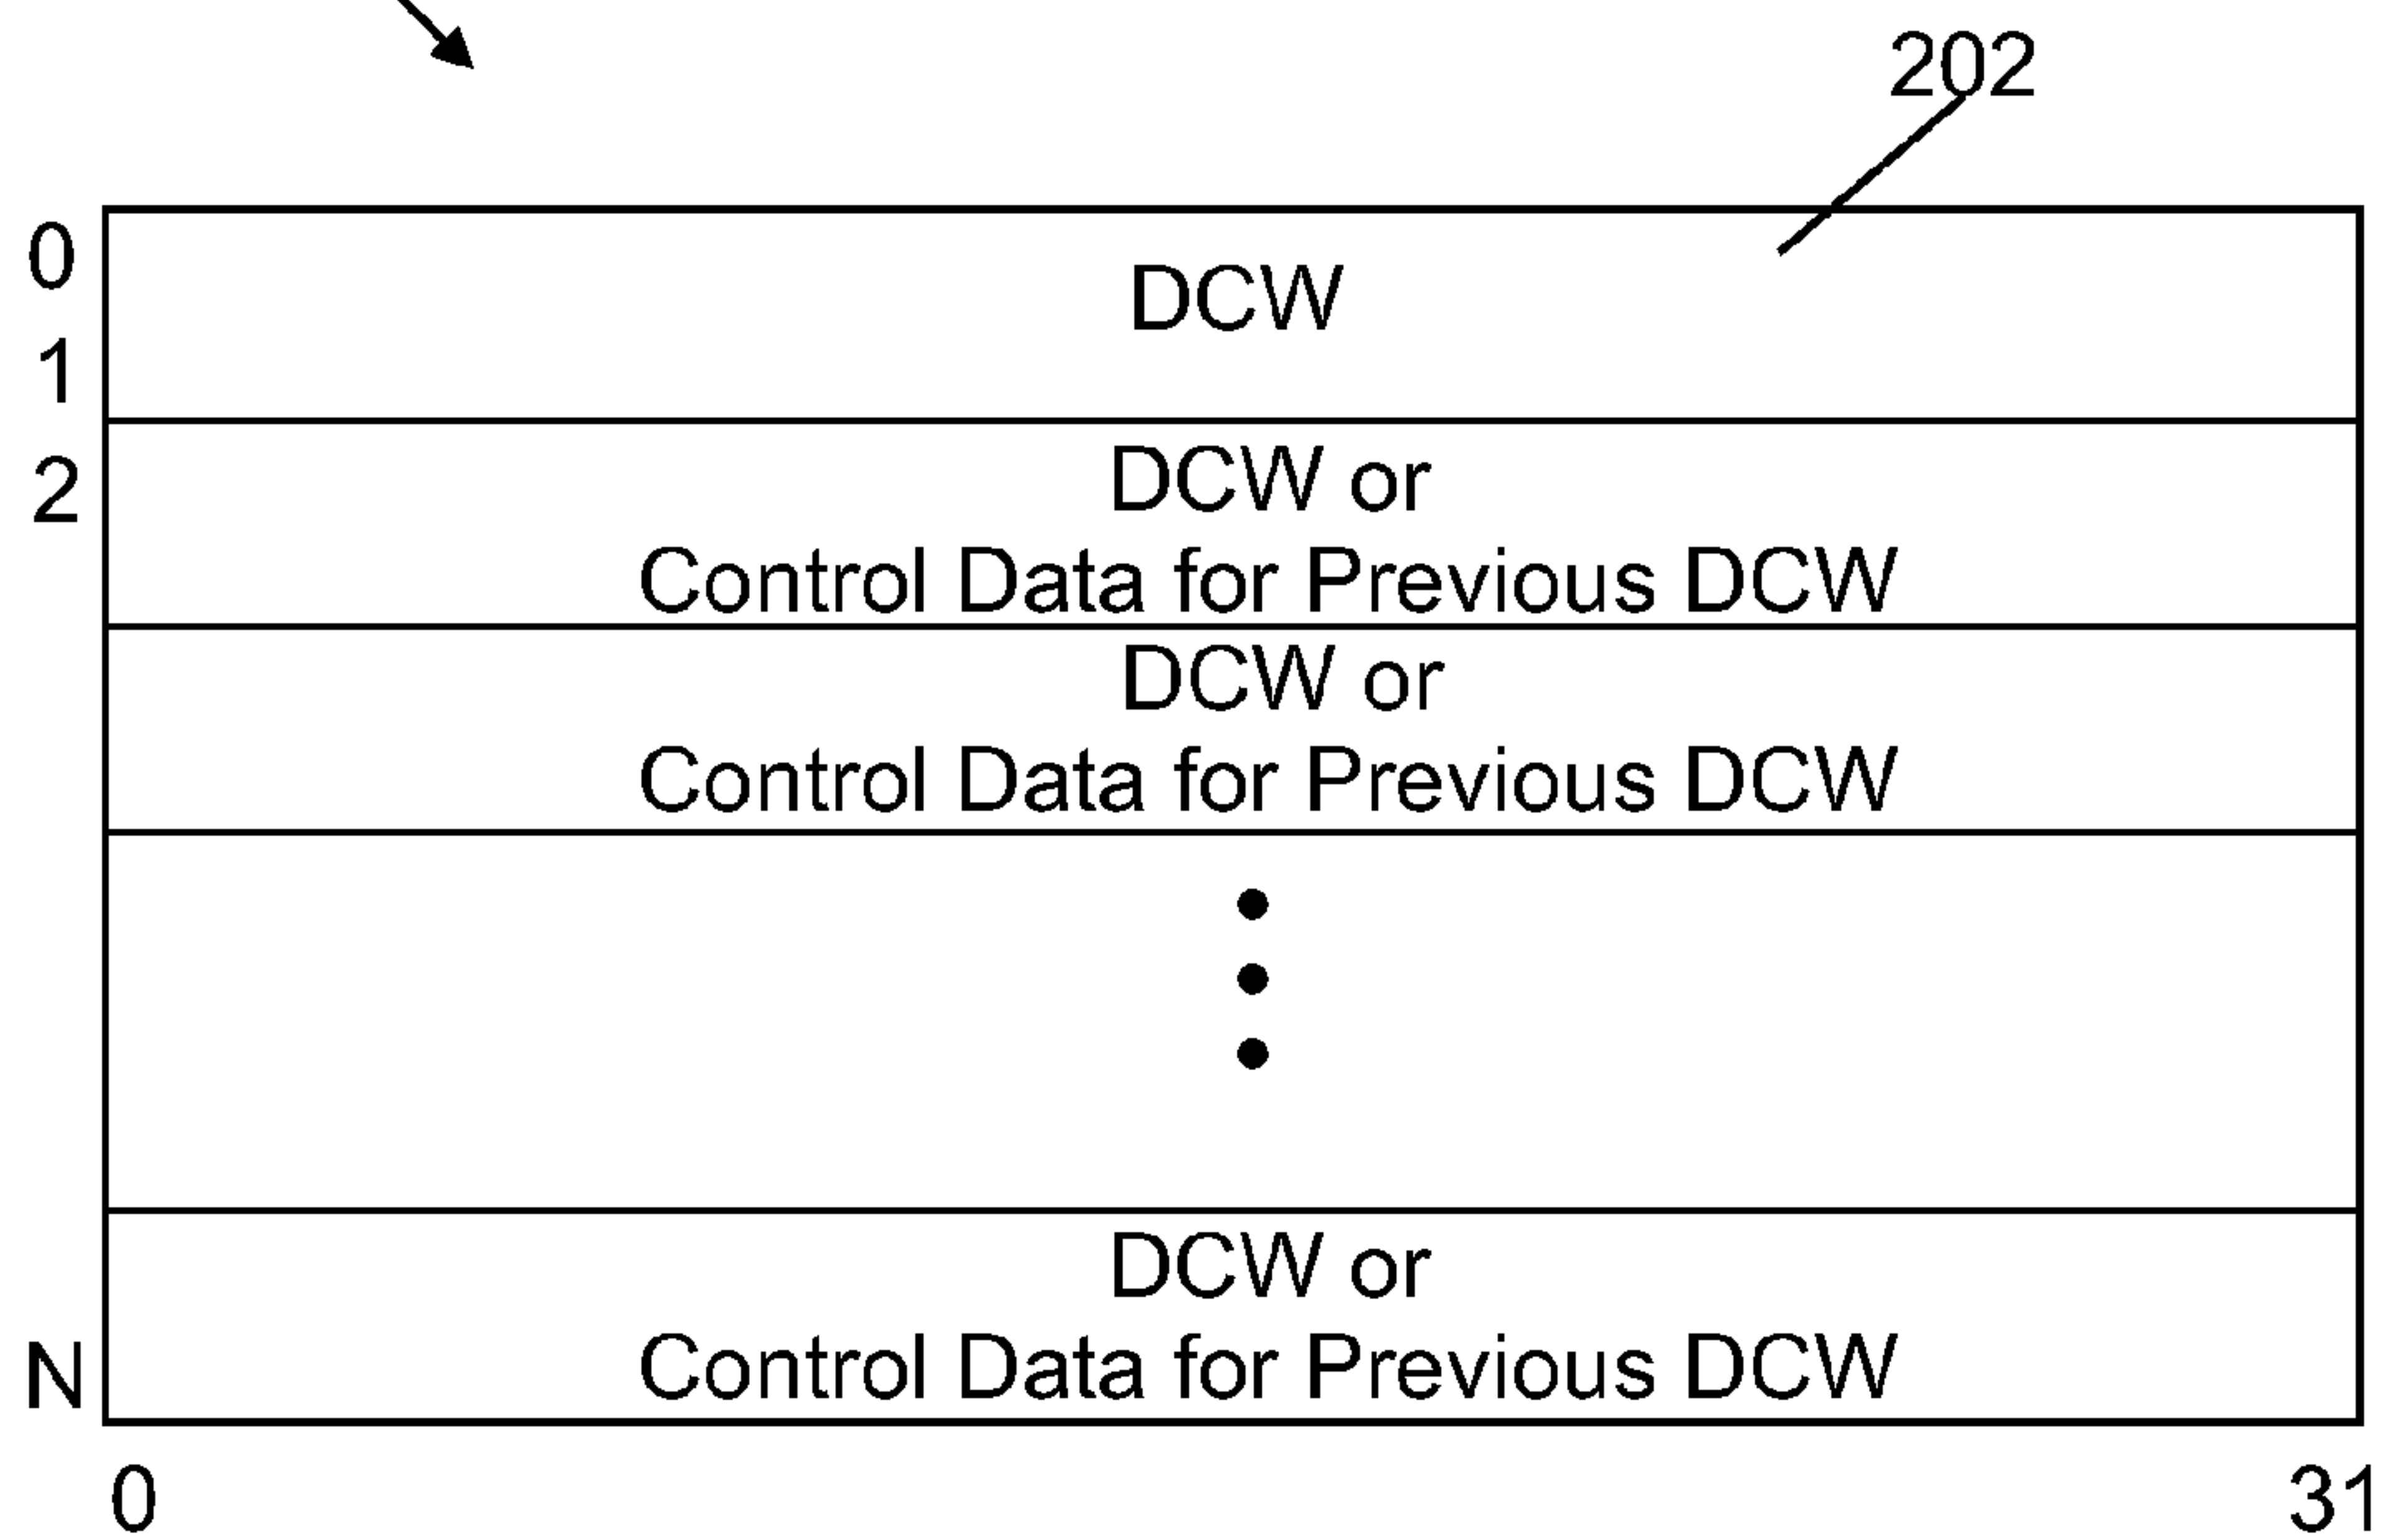 202
0
DCW
1
2
DCW or
Control Data for Previous DCW
DCW or
Control Data for Previous DCW
DCW or
Control Data for Previous DCW
N
0
31